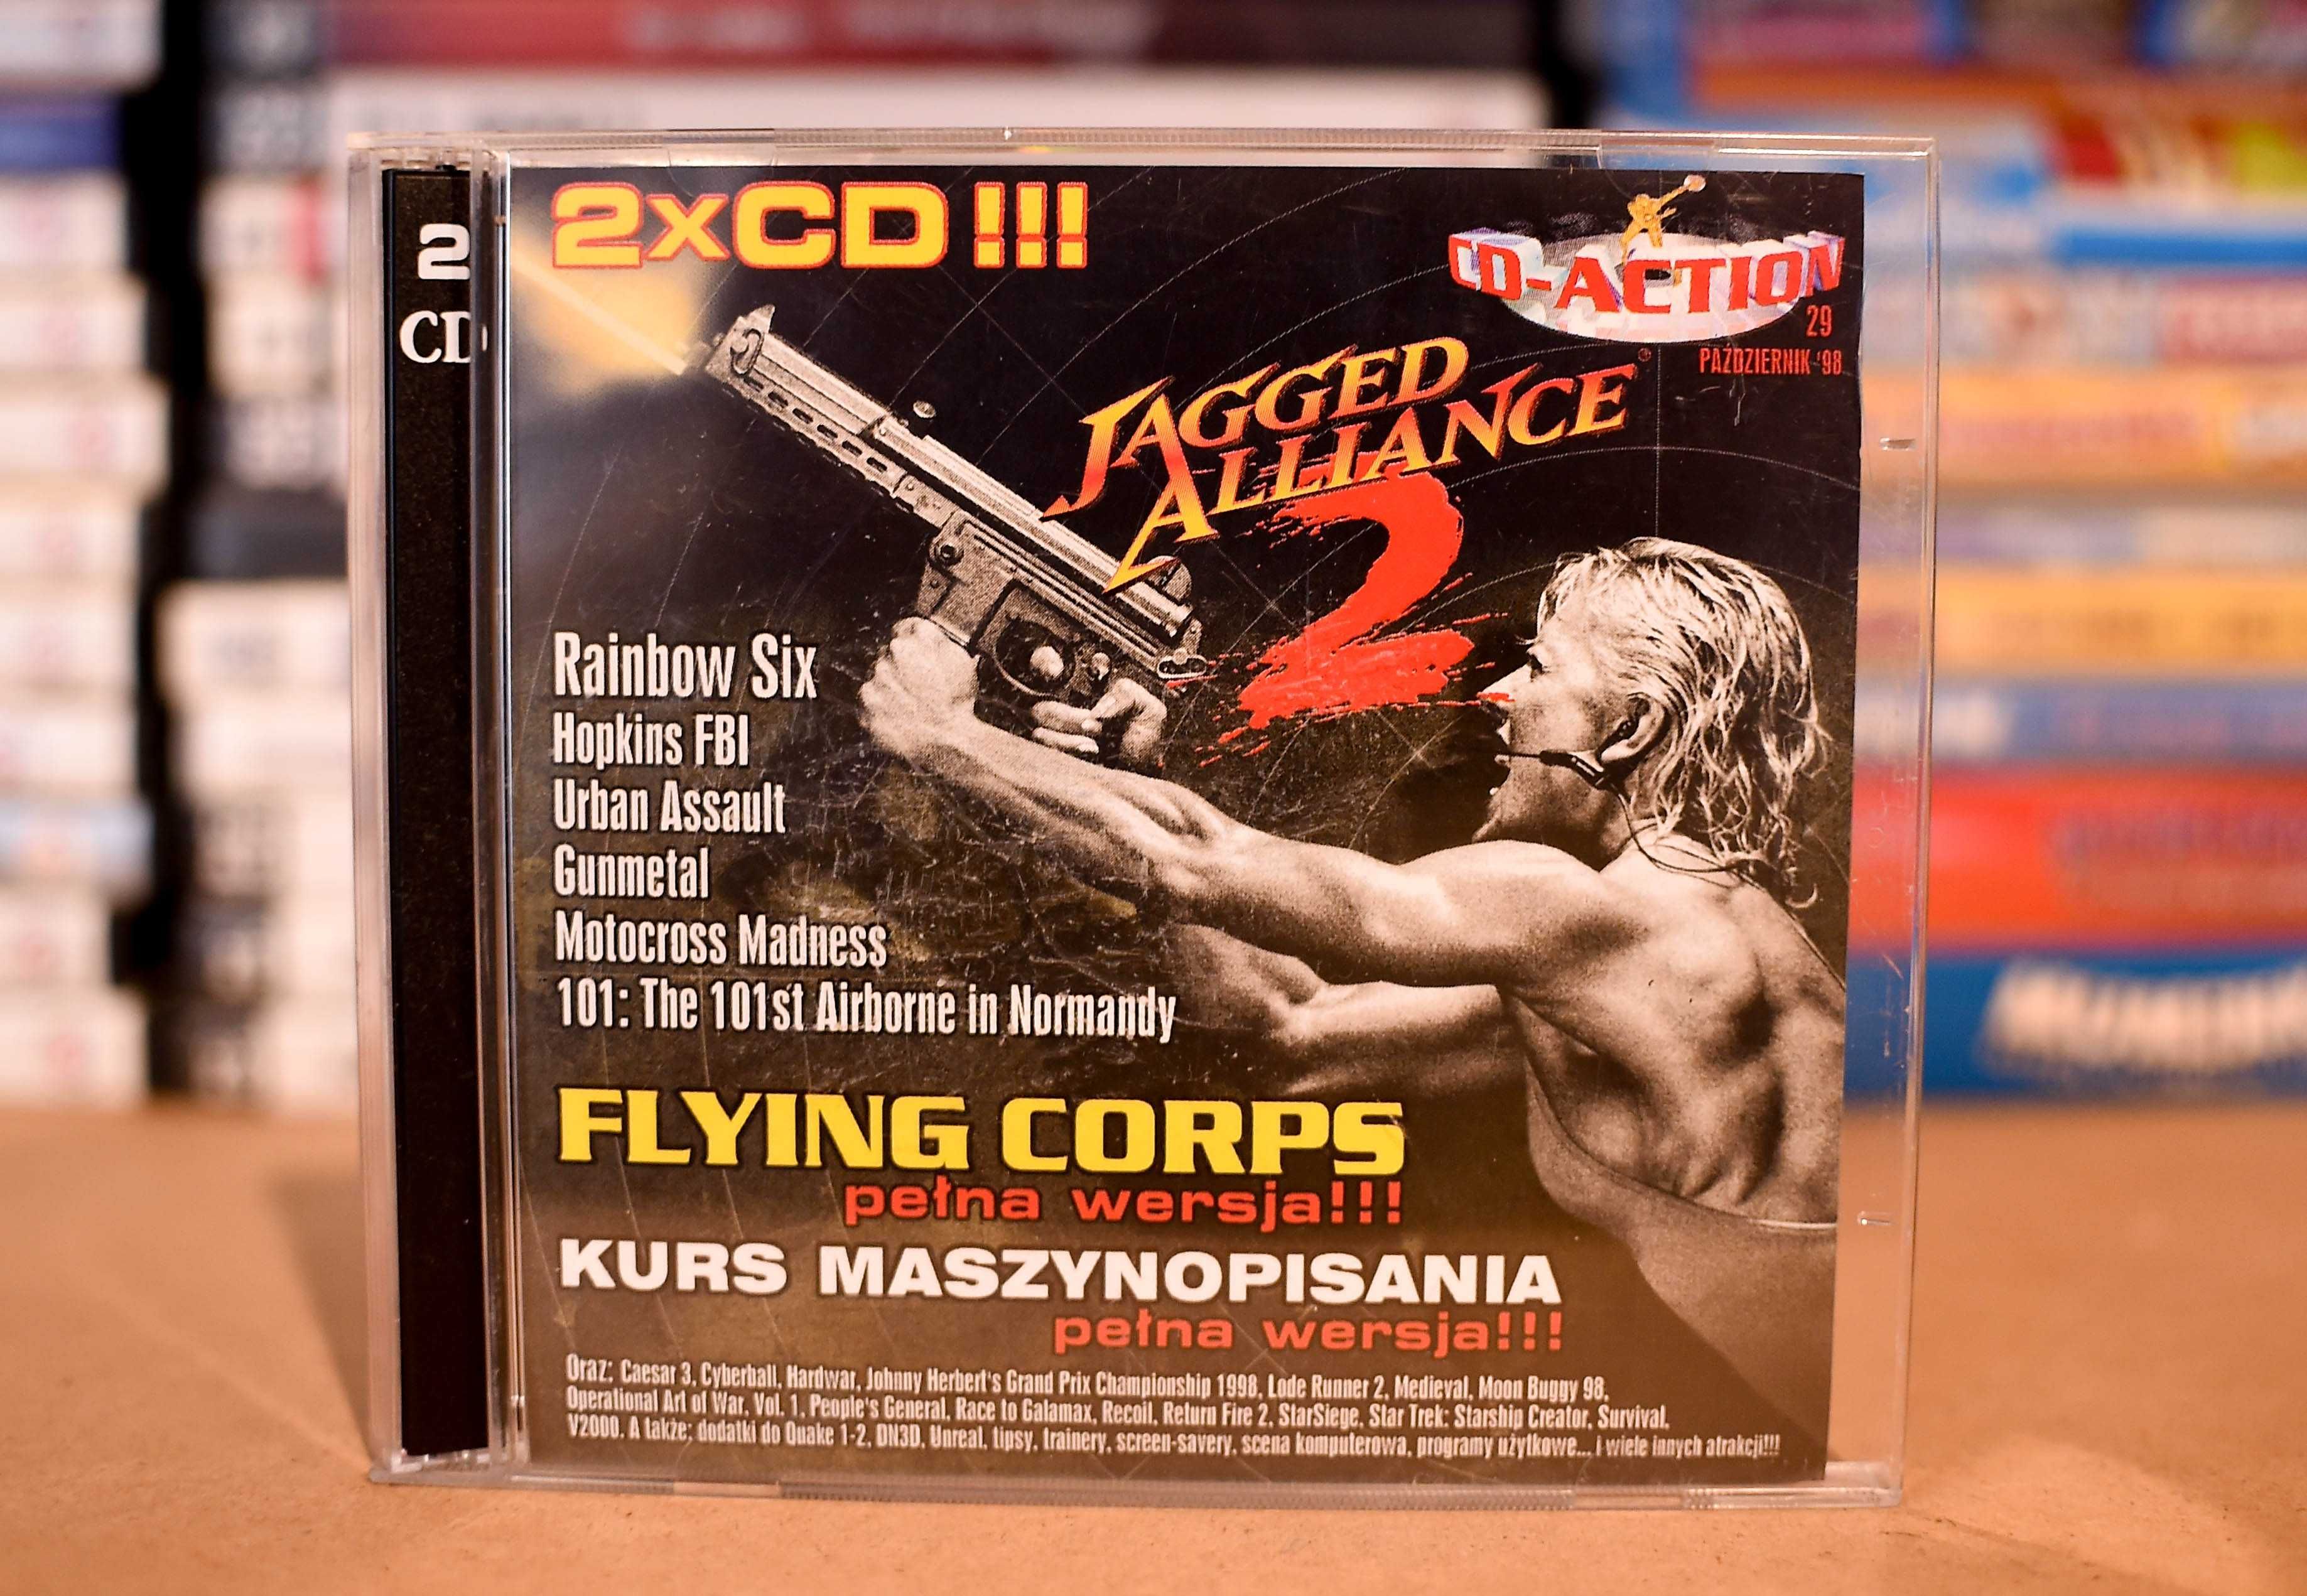 2
CD
2xCD!!!
CD-ACTION
29
PAŹDZIERNIK '98
JAGGED
ALLIANCE
®
2
Rainbow Six
Hopkins FBI
Urban Assault
Gunmetal
Motocross Madness
101: The 101st Airborne in Normandy
FLYING CORPS
pełna wersja!!!
KURS MASZYNOPISANIA
pełna wersja!!!
Oraz: Caesar 3, Cyberball, Hardwar, Johnny Herbert's Grand Prix Championship 1998, Lode Runner 2, Medieval, Moon Buggy 98,
Operational Art of War, Vol. 1, People's General, Race to Galamax, Recoil, Return Fire 2, StarSiege, Star Trek: Starship Creator, Survival,
V2000. A także: dodatki do Quake 1-2, DN3D, Unreal, tipsy, trainery, screen-savery, scena komputerowa, programy użytkowe... i wiele innych atrakcji!!!